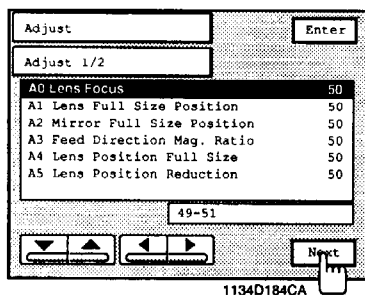 Adjust
Enter
Adjust 1/2
A0 Lens Focus 50
A1 Lens Full Size Position 50
A2 Mirror Full Size Position 50
A3 Feed Direction Mag. Ratio 50
A4 Lens Position Full Size 50
A5 Lens Position Reduction 50
49-51
Next
1134D184CA